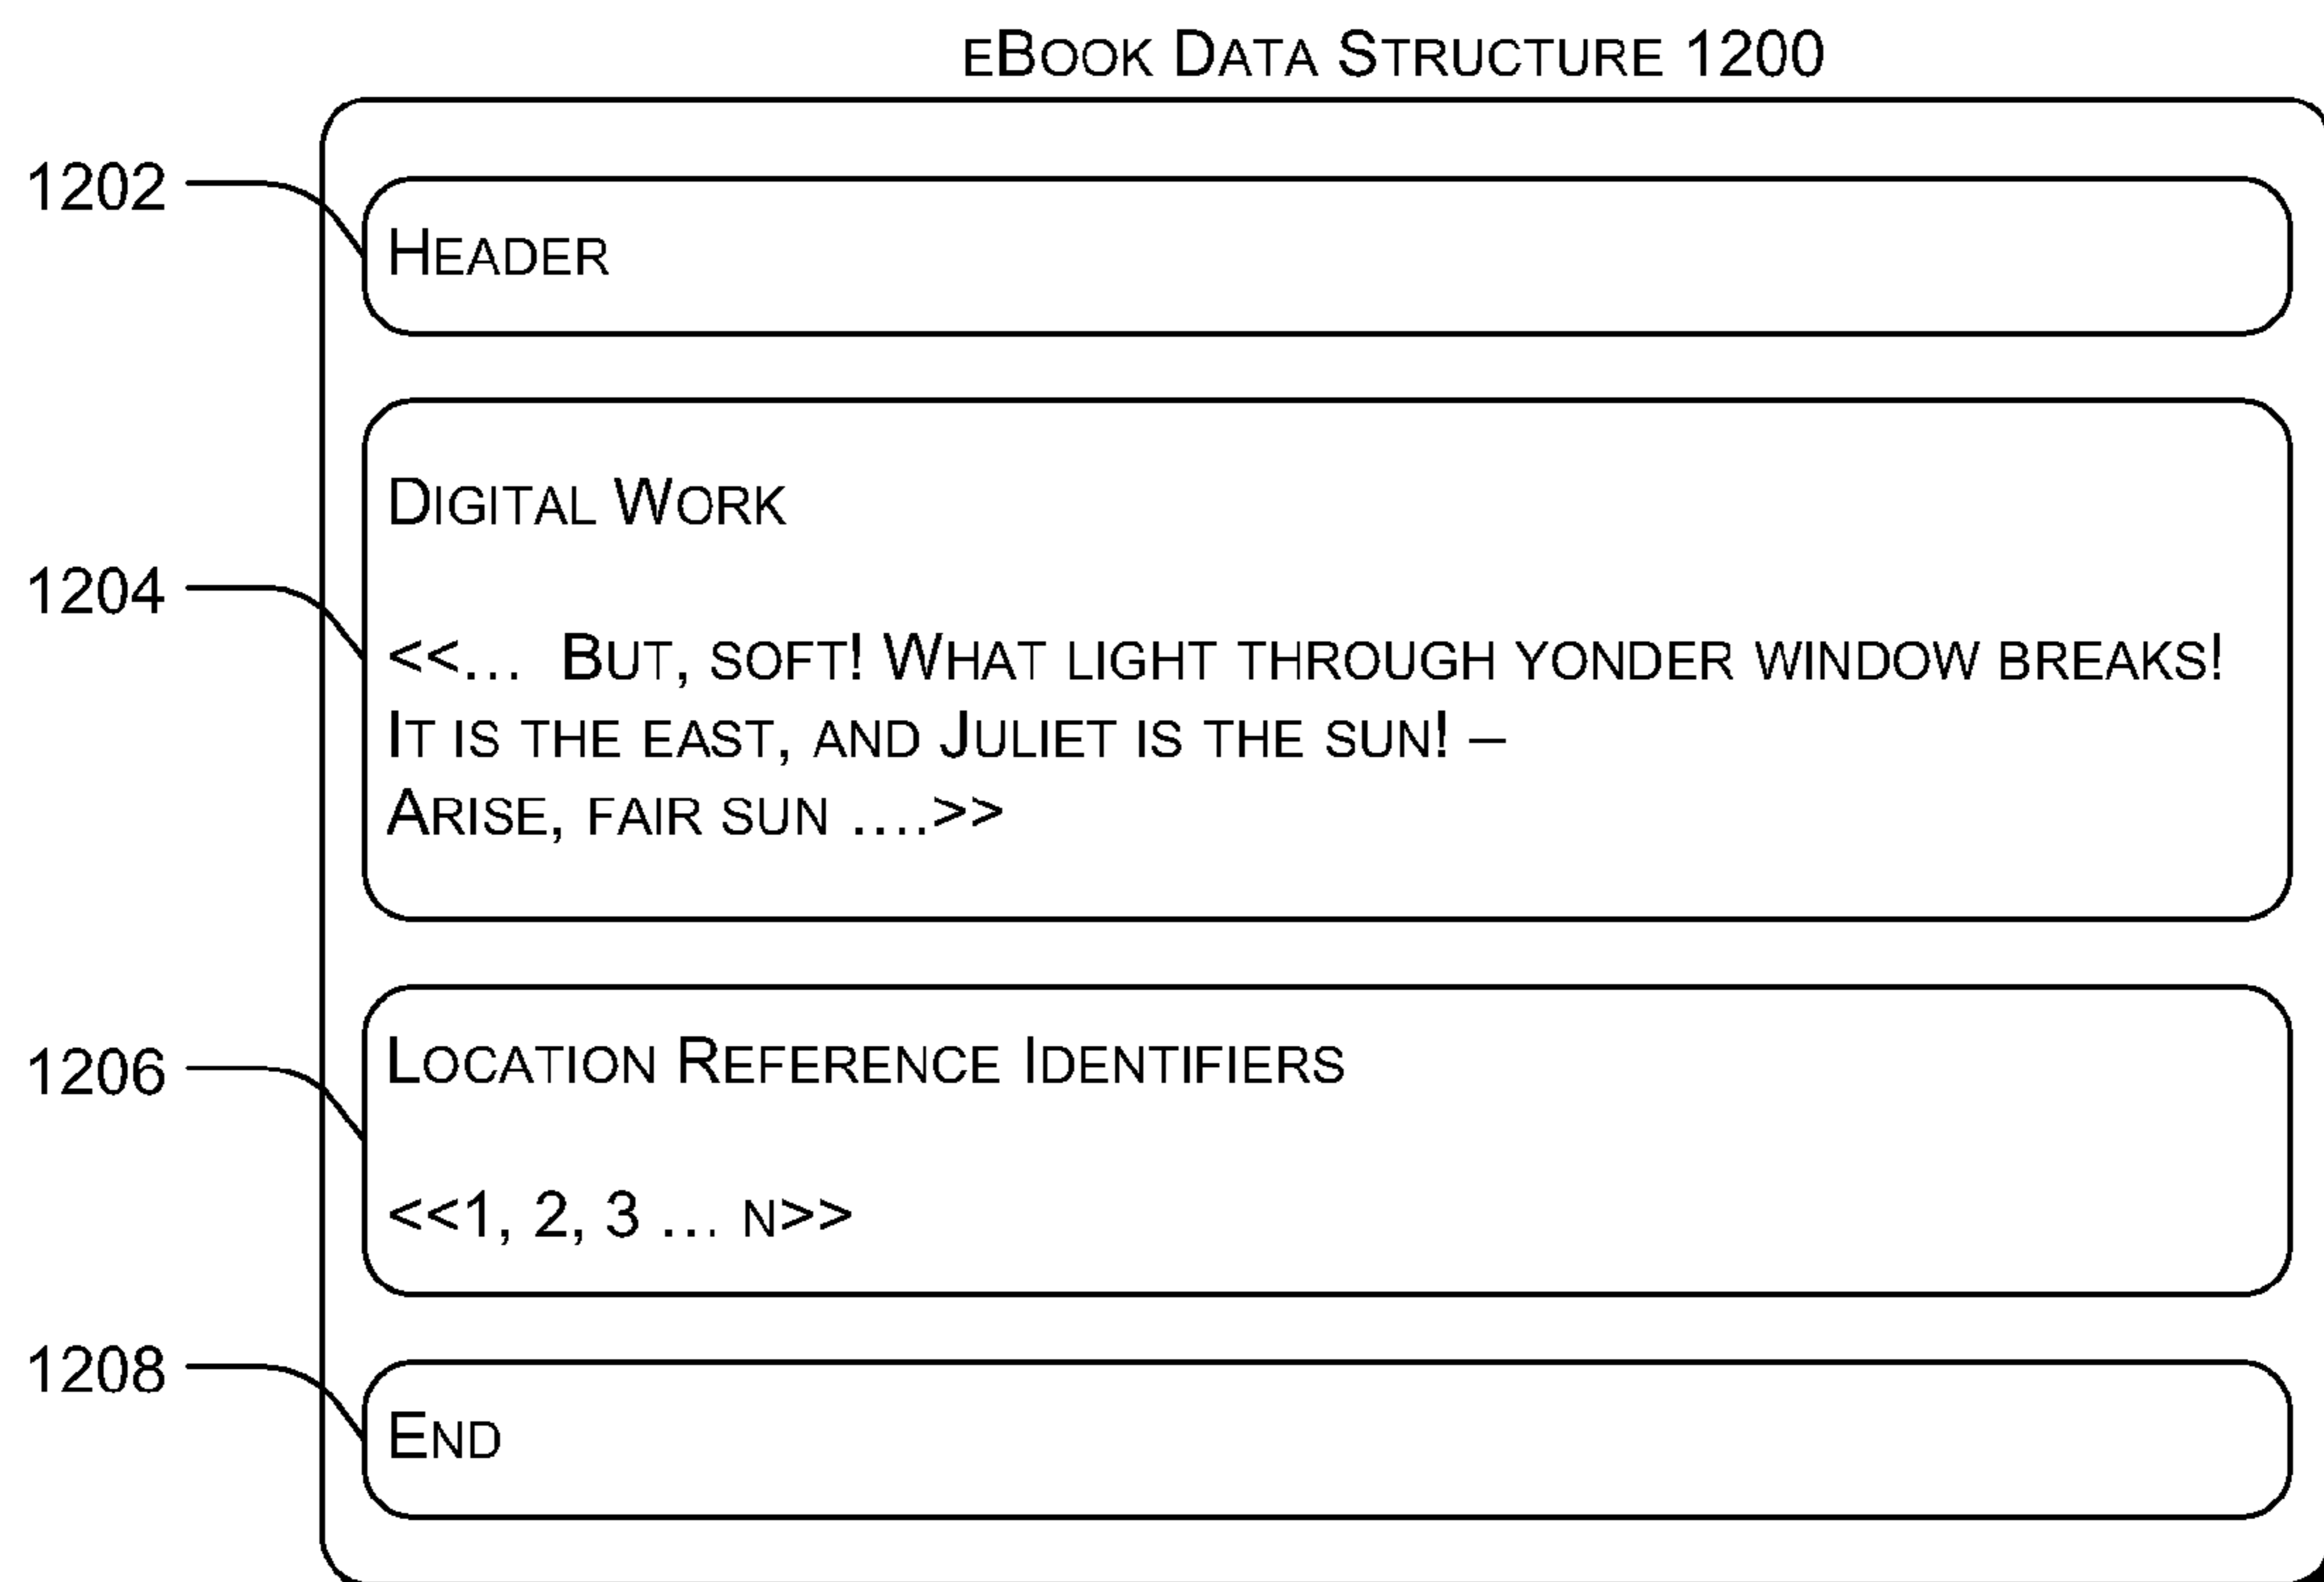 eBook Data Structure 1200
1202
Header
Digital Work
1204
<<... But, soft! What light through yonder window breaks!
It is the east, and Juliet is the sun! –
Arise, fair sun ....>>
1206
Location Reference Identifiers
<<1, 2, 3 ... n>>
1208
End